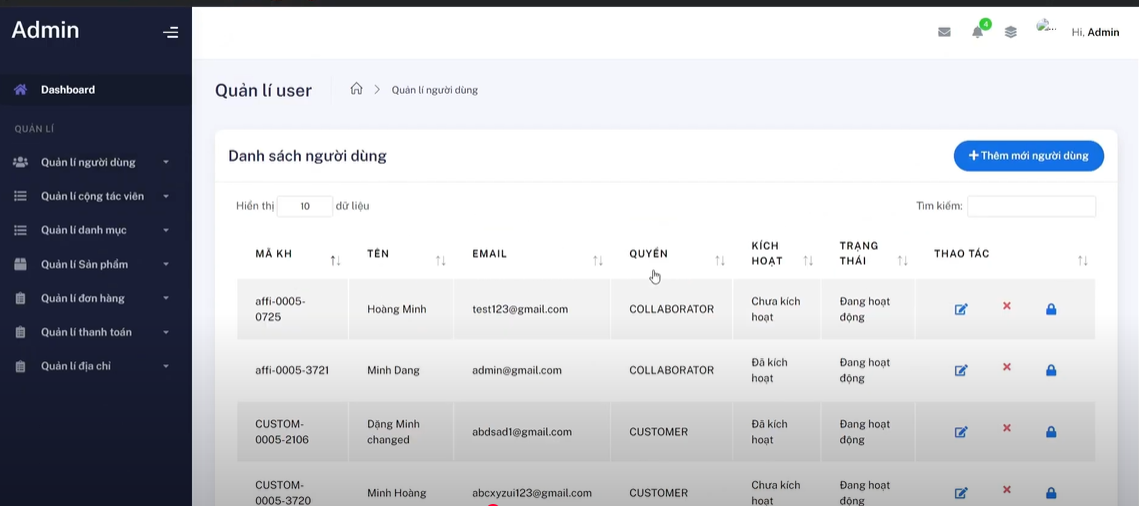 Admin
4
Hi, Admin
Dashboard
QUẢN LÍ
Quản lí người dùng
Quản lí cộng tác viên
Quản lí danh mục
Quản lí Sản phẩm
Quản lí đơn hàng
Quản lí thanh toán
Quản lí địa chỉ
Quản lí user
Quản lí người dùng
Danh sách người dùng
Thêm mới người dùng
Hiển thị 10 dữ liệu
Tìm kiếm:
MÃ KH TÊN EMAIL QUYỀN KÍCH HOẠT TRẠNG THÁI THAO TÁC
affi-0005-0725 Hoàng Minh test123@gmail.com COLLABORATOR Chưa kích hoạt Đang hoạt động
affi-0005-3721 Minh Dang admin@gmail.com COLLABORATOR Đã kích hoạt Đang hoạt động
CUSTOM-0005-2106 Dặng Minh changed abdsad1@gmail.com CUSTOMER Đã kích hoạt Đang hoạt động
CUSTOM-0005-3720 Minh Hoàng abcxyzui123@gmail.com CUSTOMER Chưa kích hoạt Đang hoạt động